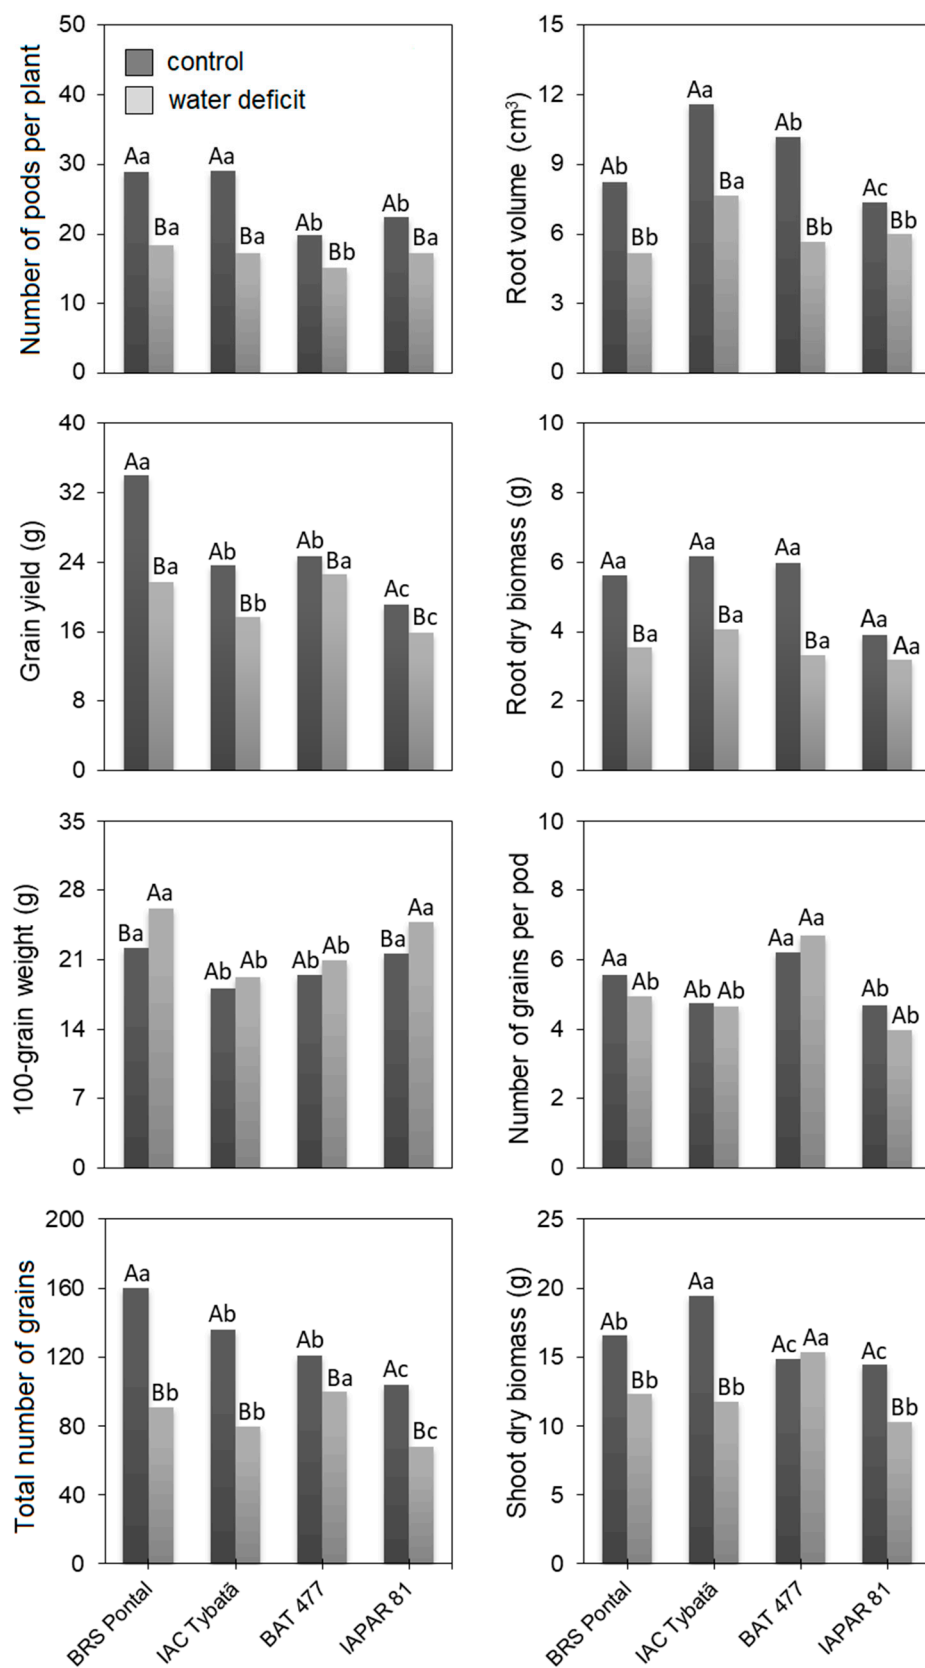 Number of pods per plant
50
40
30
20
10
0
control
water deficit
Aa
Ba
Aa
Ba
Ab
Bb
Ab
Ba
Root volume (cm³)
15
12
9
6
3
0
Ab
Bb
Aa
Ba
Ab
Bb
Ac
Bb
Grain yield (g)
40
32
24
16
8
0
Aa
Ba
Ab
Bb
Ab
Ba
Ac
Bc
Root dry biomass (g)
10
8
6
4
2
0
Aa
Ba
Aa
Ba
Aa
Ba
Aa
Aa
100-grain weight (g)
35
28
21
14
7
0
Ba
Aa
Ab
Ab
Ab
Ab
Ba
Aa
Number of grains per pod
10
8
6
4
2
0
Aa
Ab
Ab
Ab
Aa
Aa
Ab
Ab
Total number of grains
200
160
120
80
40
0
Aa
Bb
Ab
Bb
Ab
Ba
Ac
Bc
BRS Pontal
IAC Tybatã
BAT 477
IAPAR 81
Shoot dry biomass (g)
25
20
15
10
5
0
Ab
Bb
Aa
Bb
Ac
Aa
Ac
Bb
BRS Pontal
IAC Tybatã
BAT 477
IAPAR 81